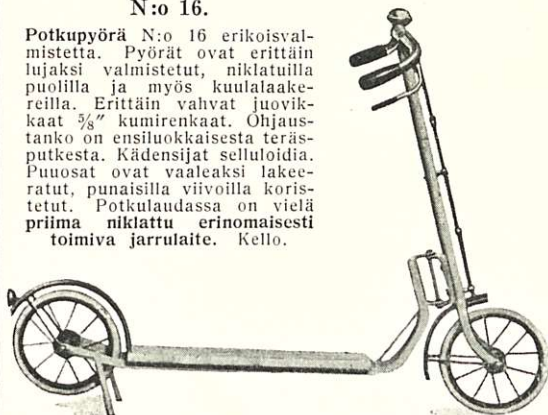 N:o 16.
Potkupyörä N:o 16 erikoisval-
mistetta. Pyörät ovat erittäin
lujaksi valmistetut, niklatuilla
puolilla ja myös kuulalaake-
reilla. Erittäin vahvat juovik-
kaat ⅝″ kumirenkaat. Ohjaus-
tanko on ensiluokkaisesta teräs-
putkesta. Kädensijat selluloidia.
Puuosat ovat vaaleaksi lakee-
ratut, punaisilla viivoilla koris-
tetut. Potkulaudassa on vielä
priima niklattu erinomaisesti
toimiva jarrulaite. Kello.